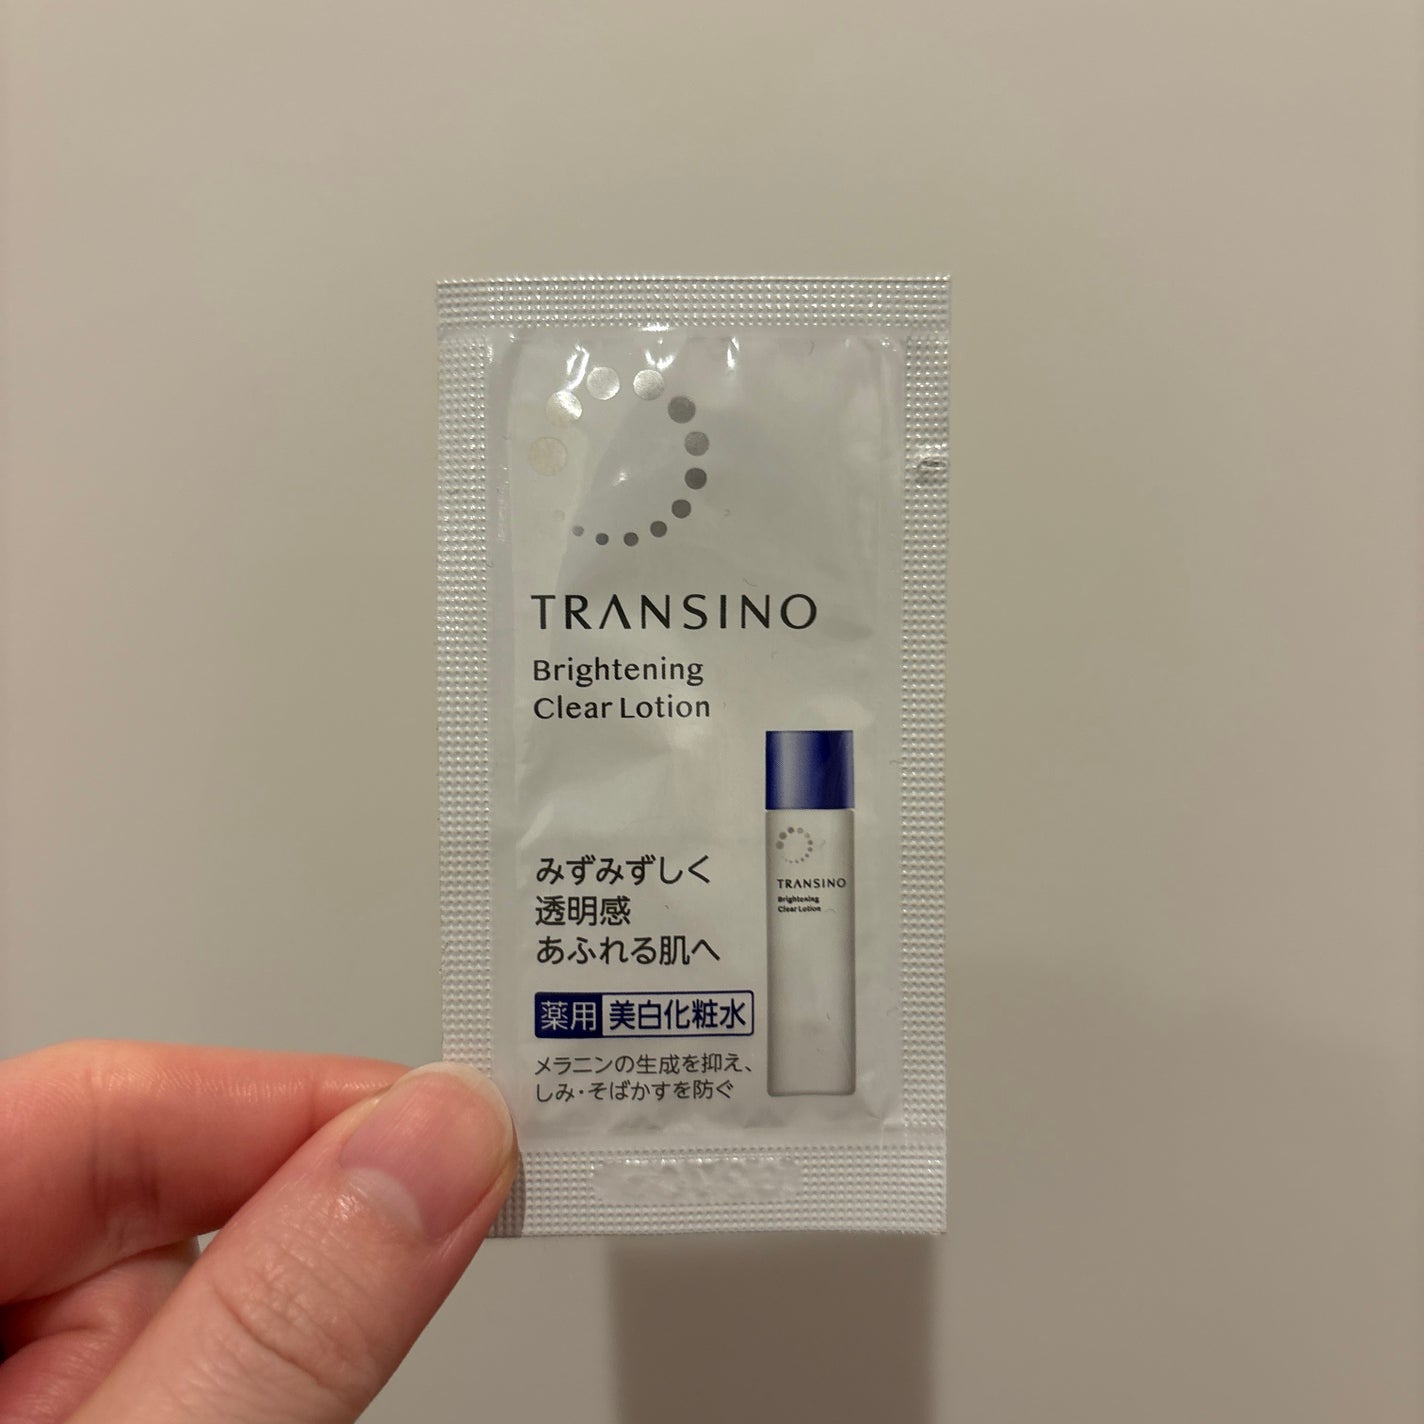 TRANSINO
Brightening
Clear Lotion
みずみずしく
透明感
あふれる肌へ
薬用 美白化粧水
メラニンの生成を抑え、
しみ・そばかすを防ぐ
TRANSINO
Brightening
Clear Lotion